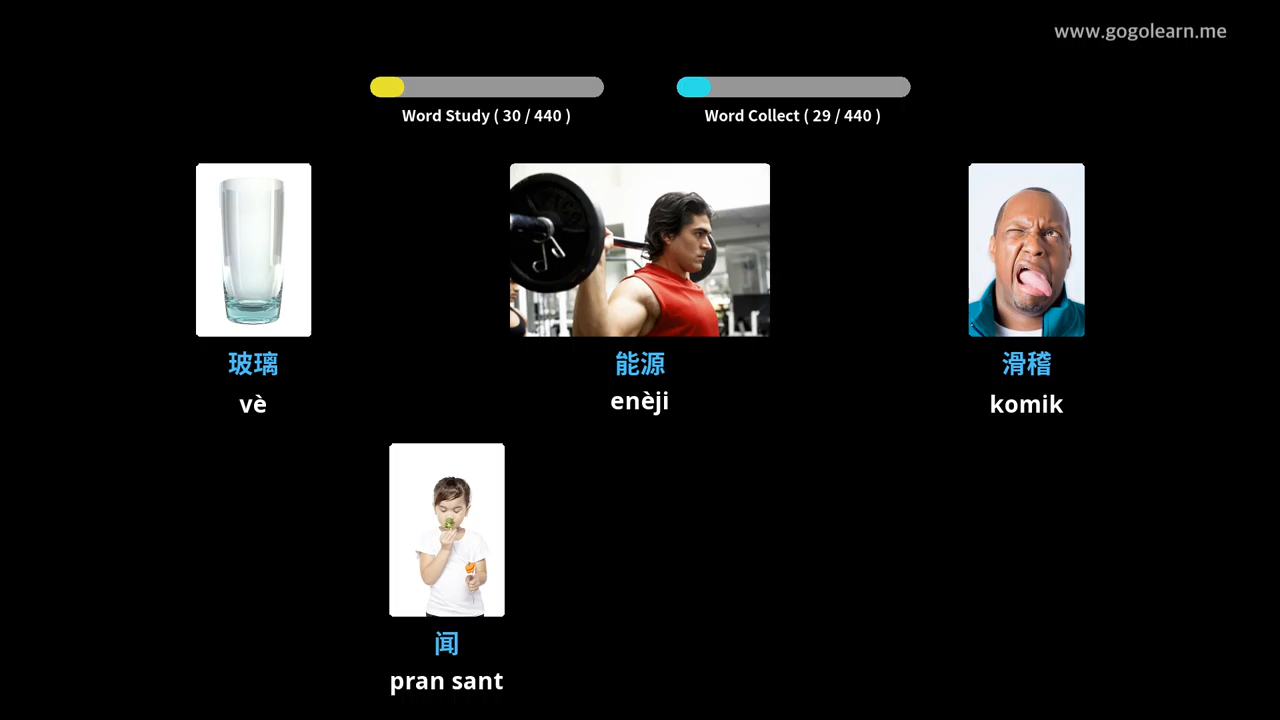 www.gogolearn.me
Word Study ( 30 / 440 )
Word Collect ( 29 / 440 )
玻璃
vè
能源
enèji
滑稽
komik
闻
pran sant